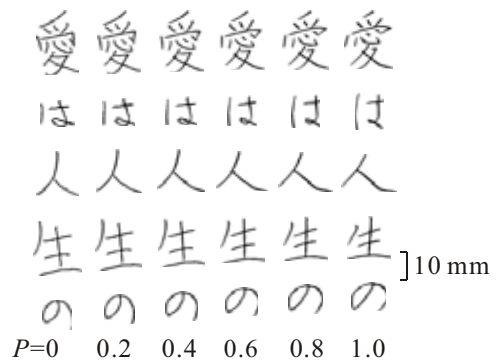 愛 愛 愛 愛 愛 愛
は は は は は は
人 人 人 人 人 人
生 生 生 生 生 生
10 mm
の の の の の の
P=0 0.2 0.4 0.6 0.8 1.0